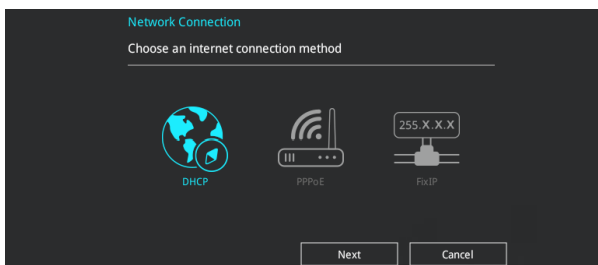 Network Connection
Choose an internet connection method
255.X.X.X
DHCP
PPPoE
FixIP
Next
Cancel